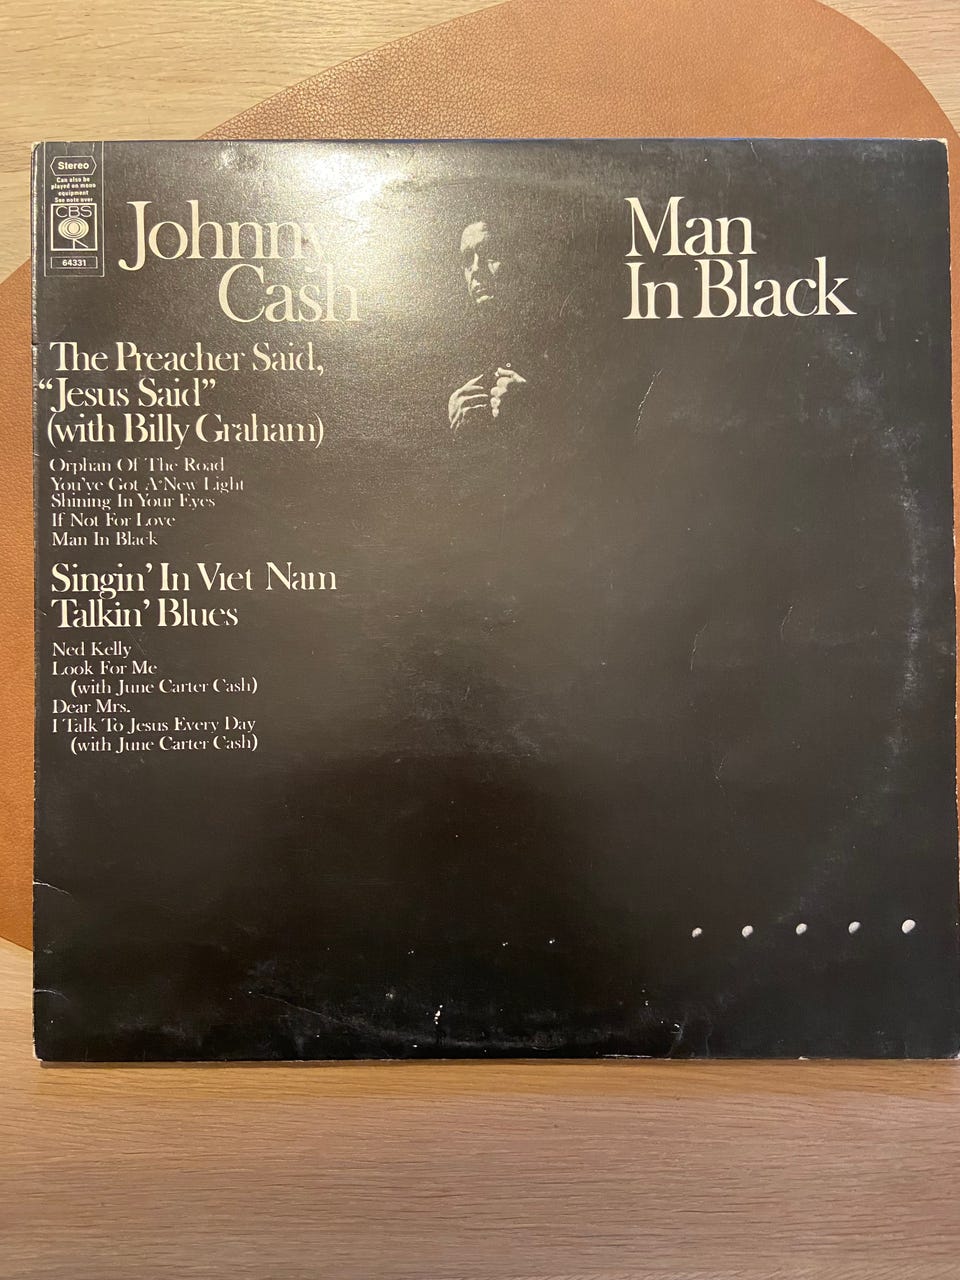 Stereo
Can also be
played on mono
equipment
See note over
CBS
64331
Johnny
Cash
Man
In Black
The Preacher Said,
“Jesus Said”
(with Billy Graham)
Orphan Of The Road
You've Got A New Light
Shining In Your Eyes
If Not For Love
Man In Black
Singin' In Viet Nam
Talkin' Blues
Ned Kelly
Look For Me
(with June Carter Cash)
Dear Mrs.
I Talk To Jesus Every Day
(with June Carter Cash)